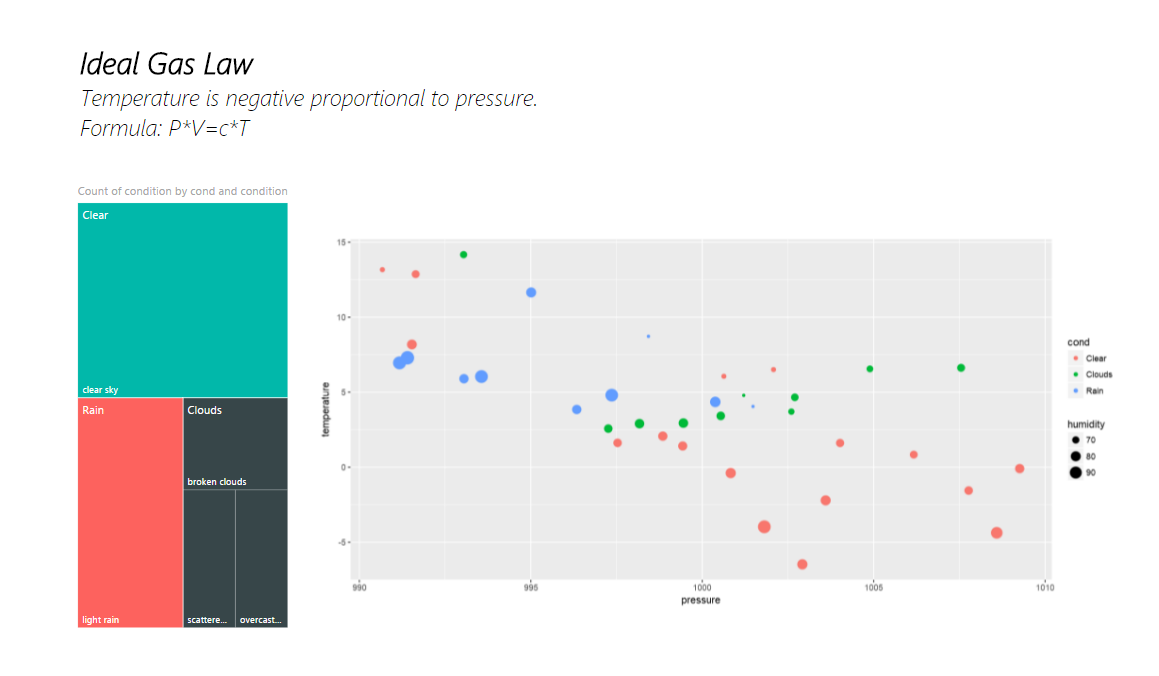 Ideal Gas Law
Temperature is negative proportional to pressure.
Formula: P*V=c*T
Count of condition by cond and condition
Clear
clear sky
Rain
light rain
Clouds
broken clouds
scattere...
overcast...
temperature
15
10
5
0
-5
990
995
1000
1005
1010
pressure
cond
Clear
Clouds
Rain
humidity
70
80
90